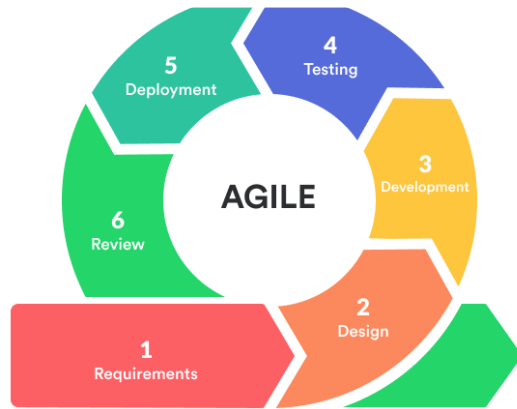 AGILE
1
Requirements
2
Design
3
Development
4
Testing
5
Deployment
6
Review